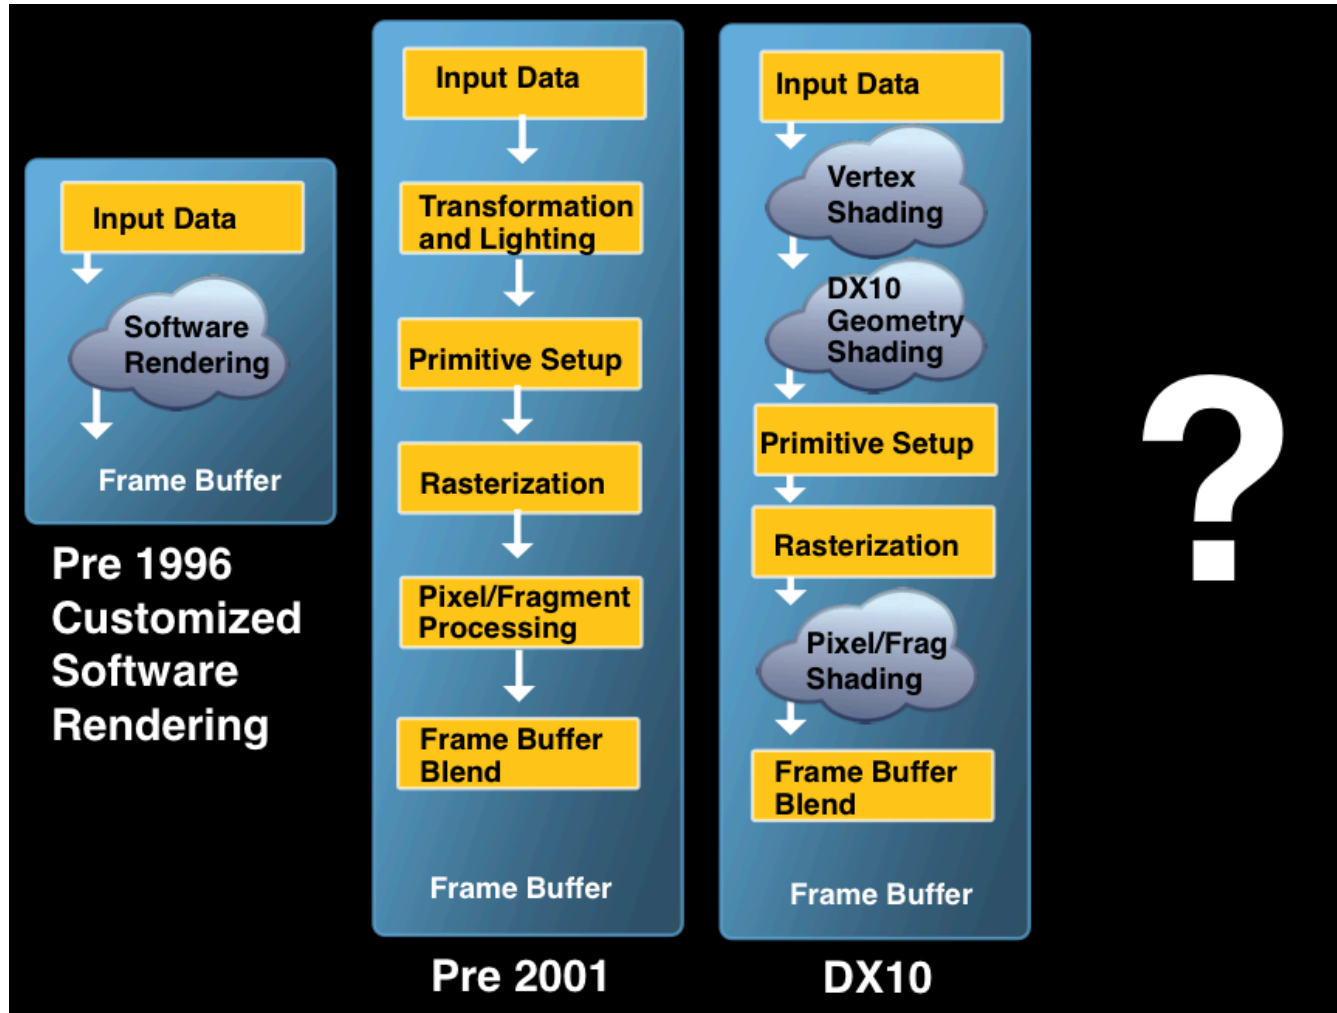 Input Data
Software
Rendering
Frame Buffer
Pre 1996
Customized
Software
Rendering
Input Data
Transformation
and Lighting
Primitive Setup
Rasterization
Pixel/Fragment
Processing
Frame Buffer
Blend
Frame Buffer
Pre 2001
Input Data
Vertex
Shading
DX10
Geometry
Shading
Primitive Setup
Rasterization
Pixel/Frag
Shading
Frame Buffer
Blend
Frame Buffer
DX10
?